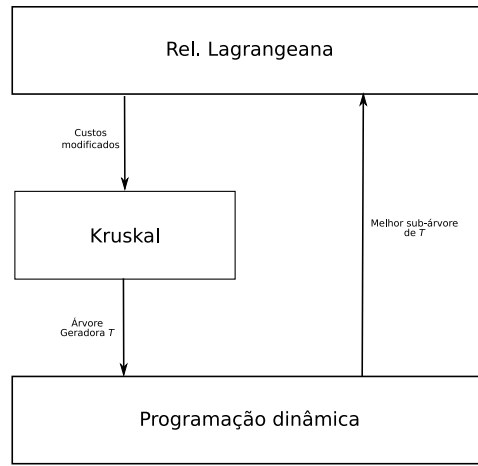 Rel. Lagrangeana
Custos
modificados
Kruskal
Melhor sub-árvore
de T
Árvore
Geradora T
Programação dinâmica